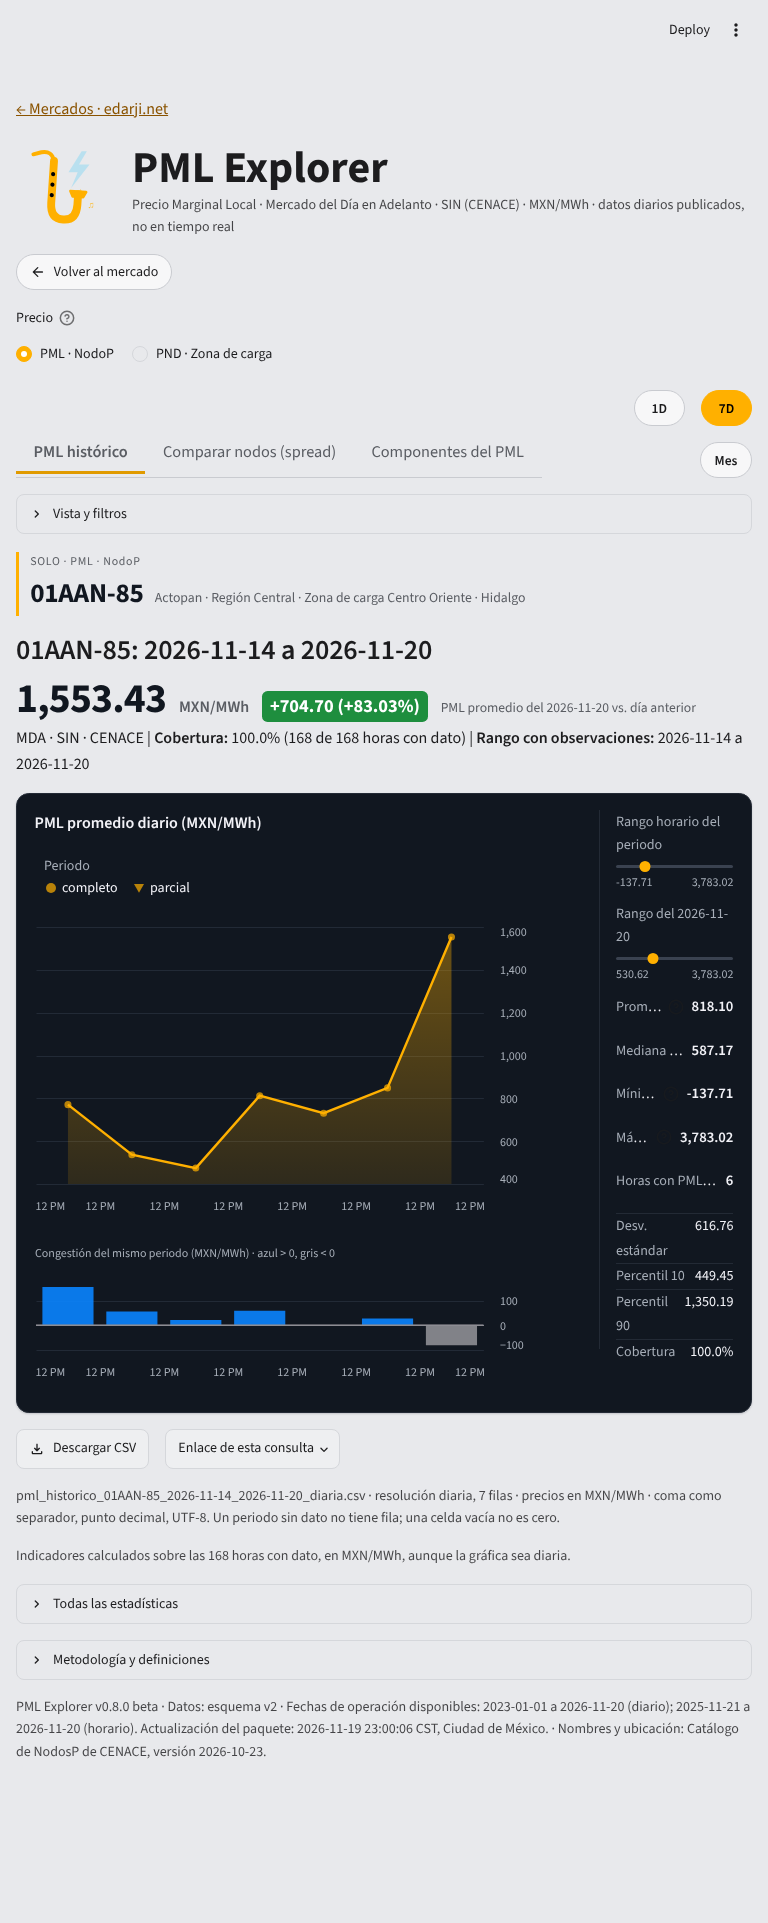 Deploy
← Mercados · edarji.net
PML Explorer
Precio Marginal Local · Mercado del Día en Adelanto · SIN (CENACE) · MXN/MWh · datos diarios publicados,
no en tiempo real
← Volver al mercado
Precio
PML · NodoP
PND · Zona de carga
1D
7D
PML histórico
Comparar nodos (spread)
Componentes del PML
Mes
Vista y filtros
SOLO · PML · NodoP
01AAN-85 Actopan · Región Central · Zona de carga Centro Oriente · Hidalgo
01AAN-85: 2026-11-14 a 2026-11-20
1,553.43 MXN/MWh +704.70 (+83.03%) PML promedio del 2026-11-20 vs. día anterior
MDA · SIN · CENACE | Cobertura: 100.0% (168 de 168 horas con dato) | Rango con observaciones: 2026-11-14 a
2026-11-20
PML promedio diario (MXN/MWh)
Periodo
completo
parcial
1,600
1,400
1,200
1,000
800
600
400
12 PM 12 PM 12 PM 12 PM 12 PM 12 PM 12 PM 12 PM
Congestión del mismo periodo (MXN/MWh) · azul > 0, gris < 0
100
0
−100
12 PM 12 PM 12 PM 12 PM 12 PM 12 PM 12 PM 12 PM
Rango horario del
periodo
-137.71 3,783.02
Rango del 2026-11-
20
530.62 3,783.02
Prom… 818.10
Mediana … 587.17
Míni… -137.71
Má… 3,783.02
Horas con PML… 6
Desv. 616.76
estándar
Percentil 10 449.45
Percentil 1,350.19
90
Cobertura 100.0%
Descargar CSV
Enlace de esta consulta
pml_historico_01AAN-85_2026-11-14_2026-11-20_diaria.csv · resolución diaria, 7 filas · precios en MXN/MWh · coma como
separador, punto decimal, UTF-8. Un periodo sin dato no tiene fila; una celda vacía no es cero.
Indicadores calculados sobre las 168 horas con dato, en MXN/MWh, aunque la gráfica sea diaria.
Todas las estadísticas
Metodología y definiciones
PML Explorer v0.8.0 beta · Datos: esquema v2 · Fechas de operación disponibles: 2023-01-01 a 2026-11-20 (diario); 2025-11-21 a
2026-11-20 (horario). Actualización del paquete: 2026-11-19 23:00:06 CST, Ciudad de México. · Nombres y ubicación: Catálogo
de NodosP de CENACE, versión 2026-10-23.